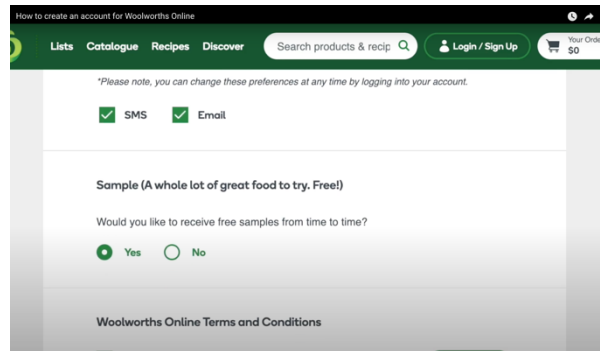 How to create an account for Woolworths Online
Lists Catalogue Recipes Discover Search products & recip Login / Sign Up Your Orde
$0
*Please note, you can change these preferences at any time by logging into your account.
SMS Email
Sample (A whole lot of great food to try. Free!)
Would you like to receive free samples from time to time?
Yes No
Woolworths Online Terms and Conditions